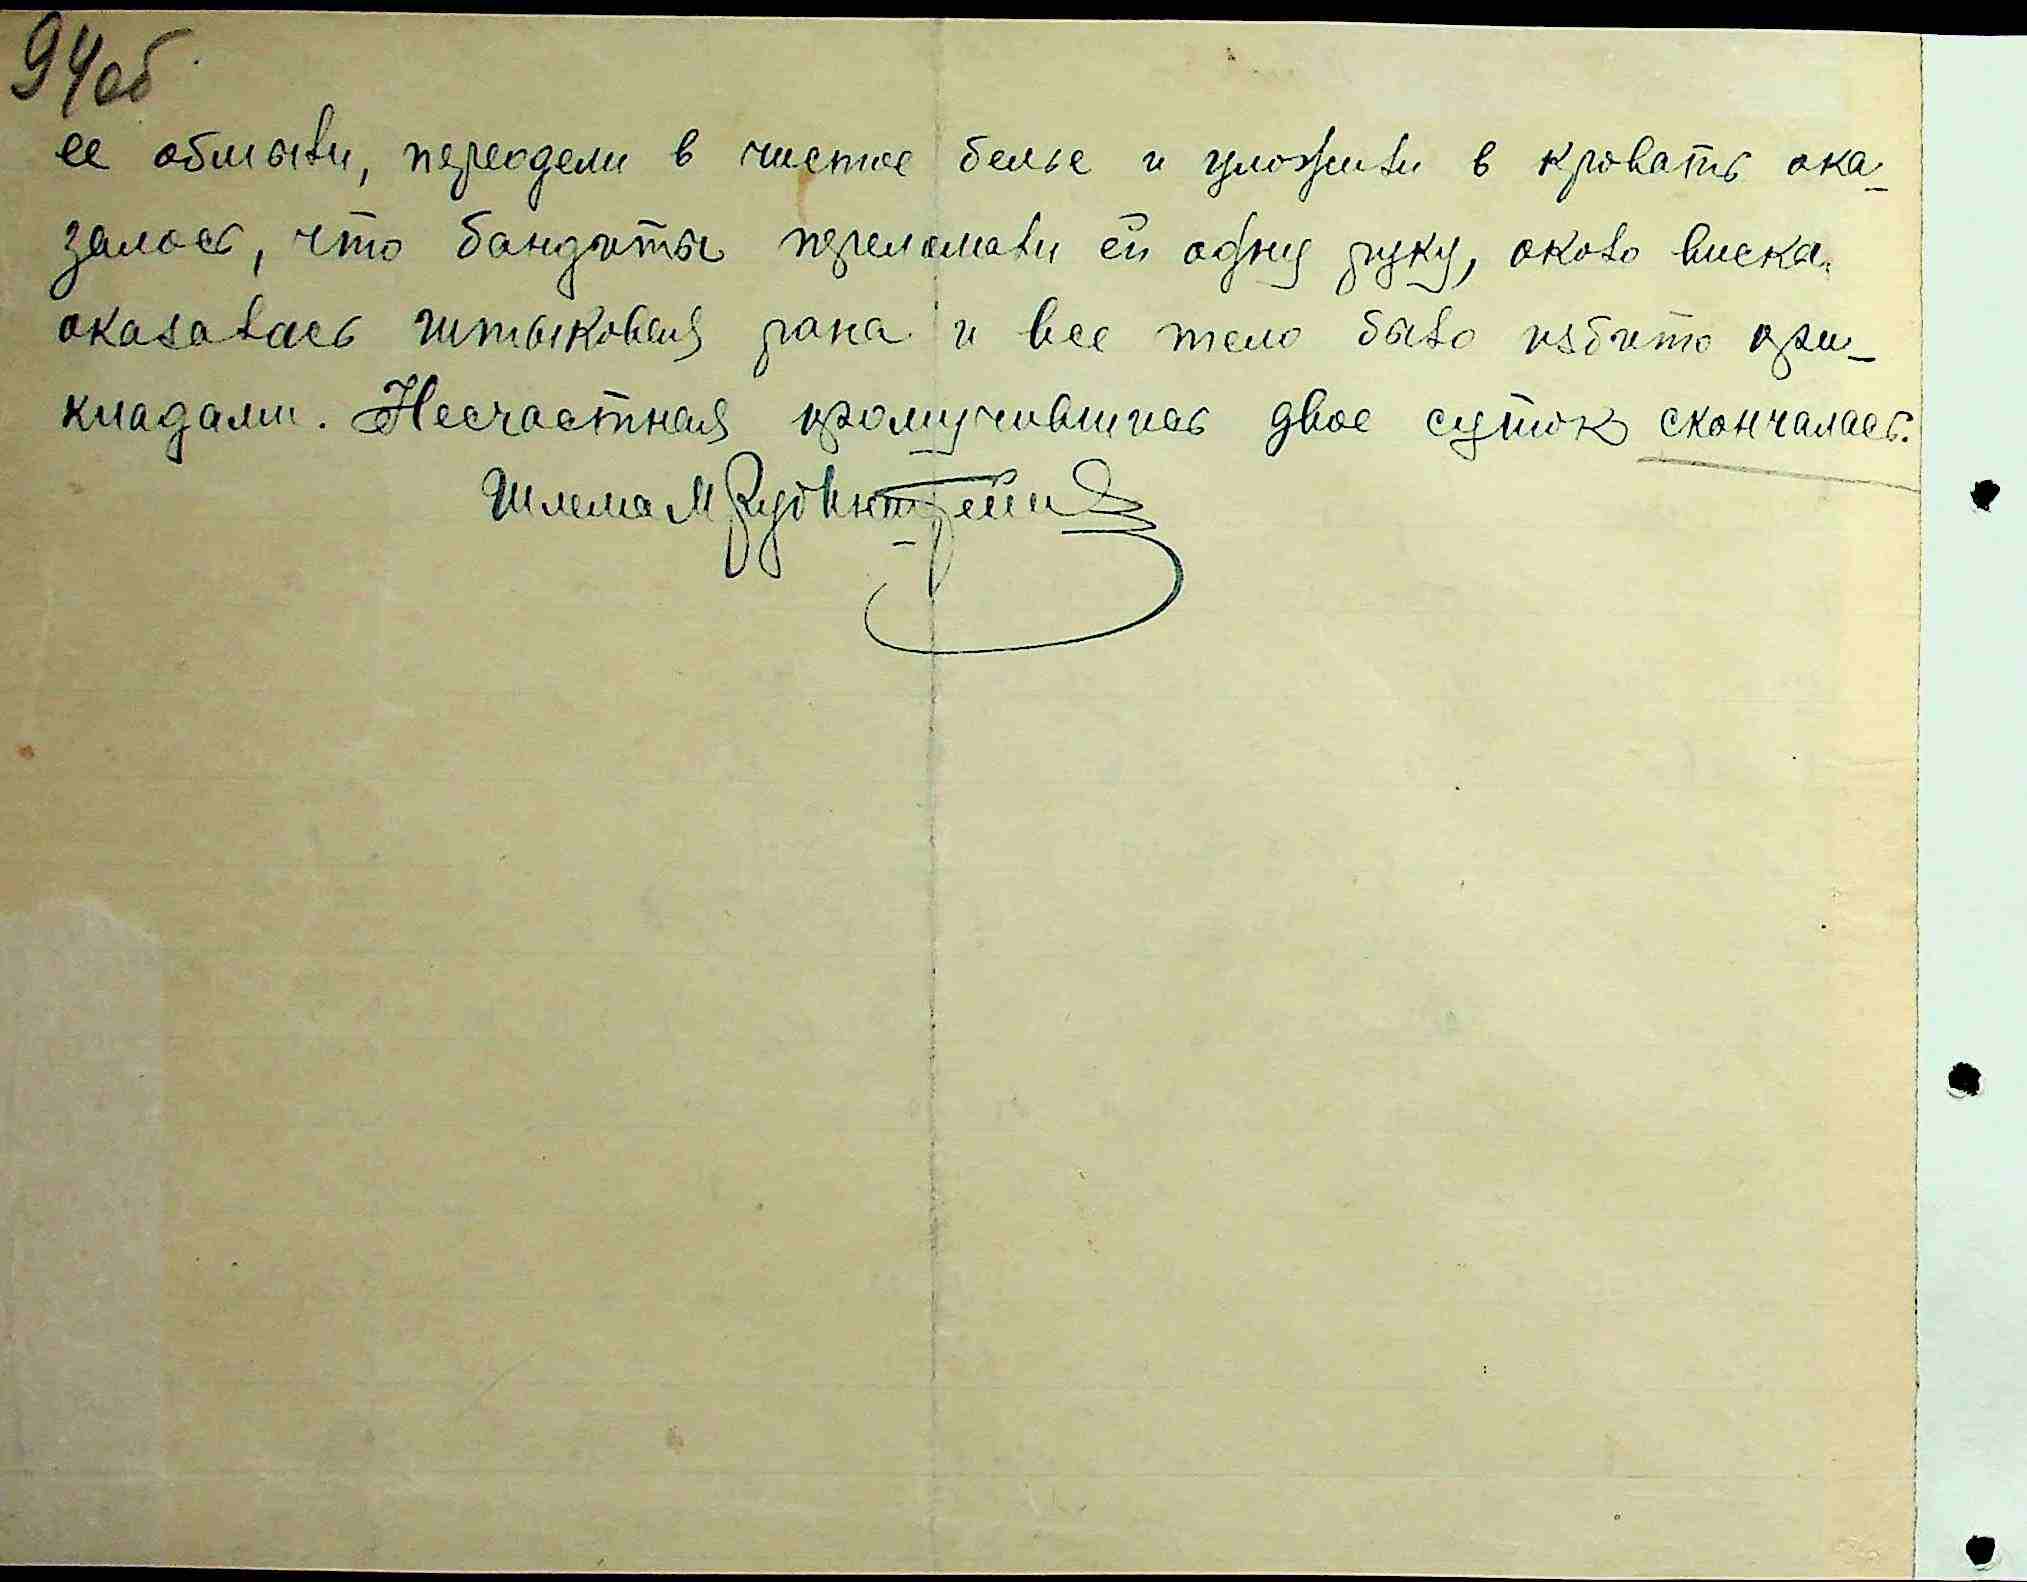 94об
ее обмыли, переодели в чистое белье и уложили в кровать ока-
залось, что бандиты переломали ей одну руку, около виска
оказалась штыковая рана и все тело было избито при-
кладами. Несчастная промучившись двое суток скончалась.
Шлема М